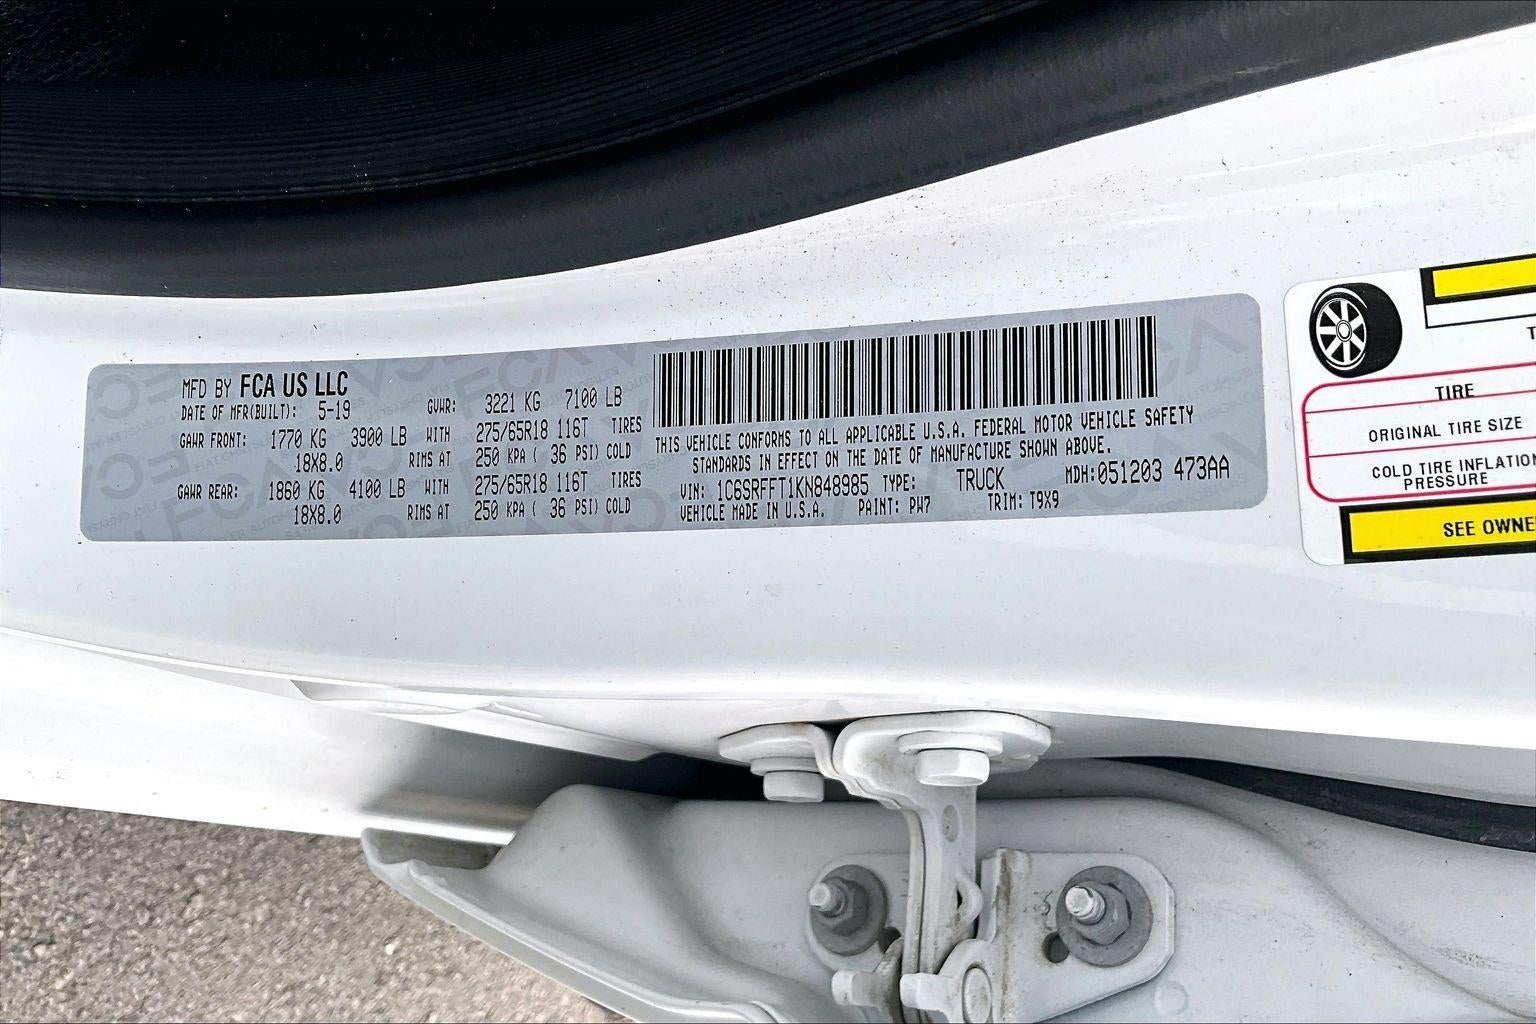 MFD BY FCA US LLC
DATE OF MFR(BUILT): 5-19 GVWR: 3221 KG 7100 LB
GAWR FRONT: 1770 KG 3900 LB WITH 275/65R18 116T TIRES
18X8.0 RIMS AT 250 KPA ( 36 PSI) COLD
GAWR REAR: 1860 KG 4100 LB WITH 275/65R18 116T TIRES
18X8.0 RIMS AT 250 KPA ( 36 PSI) COLD
THIS VEHICLE CONFORMS TO ALL APPLICABLE U.S.A. FEDERAL MOTOR VEHICLE SAFETY
STANDARDS IN EFFECT ON THE DATE OF MANUFACTURE SHOWN ABOVE.
VIN: 1C6SRFFT1KN848985 TYPE: TRUCK MDH:051203 473AA
VEHICLE MADE IN U.S.A. PAINT: PW7 TRIM: T9X9
TIRE
ORIGINAL TIRE SIZE
COLD TIRE INFLATION
PRESSURE
SEE OWNE